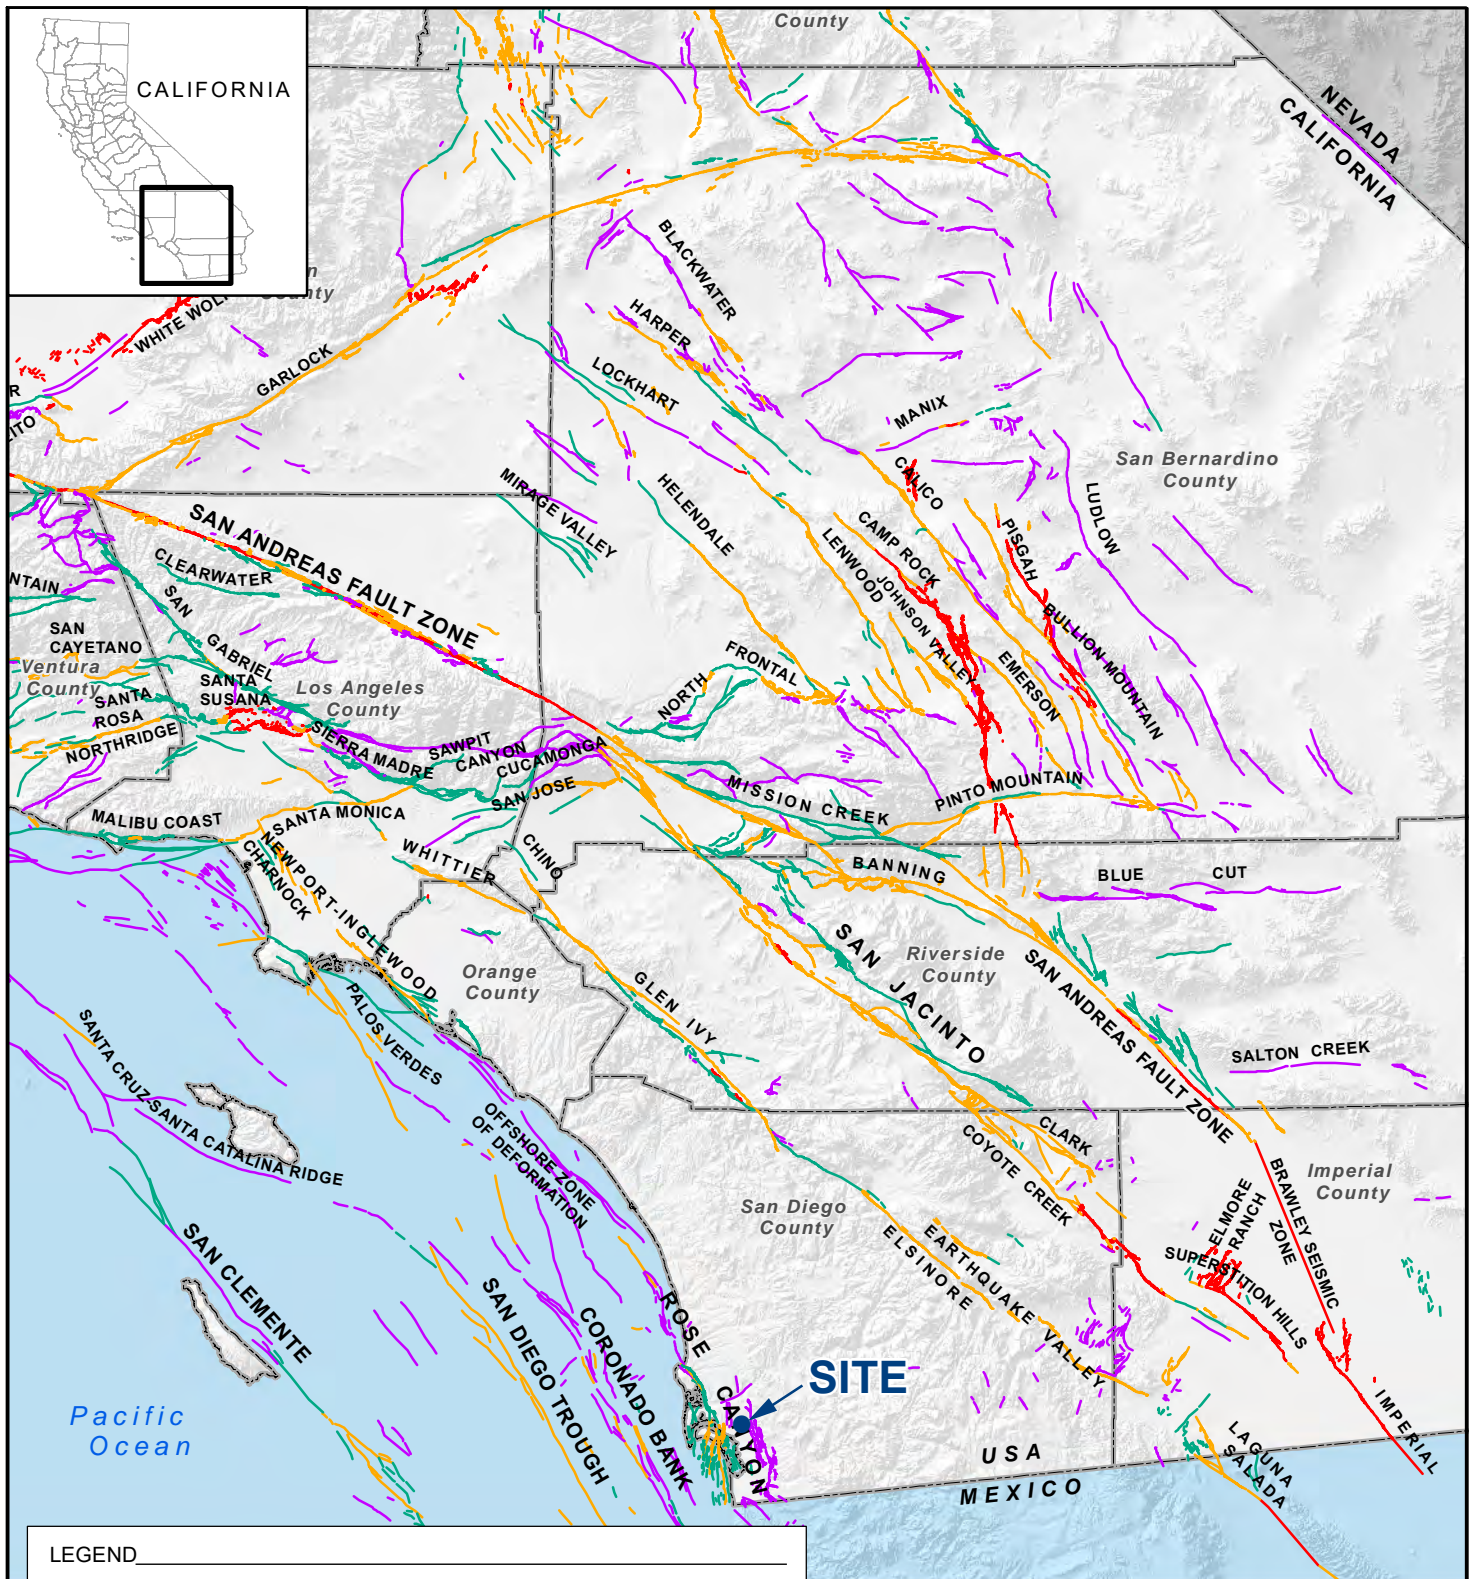 County
CALIFORNIA
NEVADA
CALIFORNIA
n
nty
WHITE WOL
GARLOCK
BLACKWATER
HARPER
LOCKHART
MANIX
R
LITO
San Bernardino
County
CALICO
LUDLOW
MIRAGE VALLEY
HELENDALE
CAMP ROCK
PISGAH
LENWOOD
JOHNSON VALLEY
SAN ANDREAS FAULT ZONE
CLEARWATER
NTAIN
SAN
GABRIEL
BULLION MOUNTAIN
EMERSON
SAN
CAYETANO
Ventura
County
SANTA
SUSANA
Los Angeles
County
FRONTAL
NORTH
SANTA
ROSA
NORTHRIDGE
SIERRA MADRE
SAWPIT
CANYON
CUCAMONGA
SAN JOSE
MISSION CREEK
PINTO MOUNTAIN
MALIBU COAST
SANTA MONICA
NEWPORT-INGLEWOOD
CHARNOCK
WHITTIER
CHINO
BANNING
BLUE CUT
SAN JACINTO
Riverside
County
Orange
County
GLEN IVY
SAN ANDREAS FAULT ZONE
PALOS VERDES
SANTA CRUZ-SANTA CATALINA RIDGE
SALTON CREEK
OFFSHORE ZONE
OF DEFORMATION
CLARK
COYOTE CREEK
San Diego
County
Imperial
County
BRAWLEY SEISMIC
ZONE
ELMORE
RANCH
SUPERSTITION HILLS
EARTHQUAKE VALLEY
ELSINORE
SAN CLEMENTE
SAN DIEGO TROUGH
CORONADO BANK
ROSE CANYON
SITE
IMPERIAL
Pacific
Ocean
LAGUNA
SALADA
USA
MEXICO
LEGEND